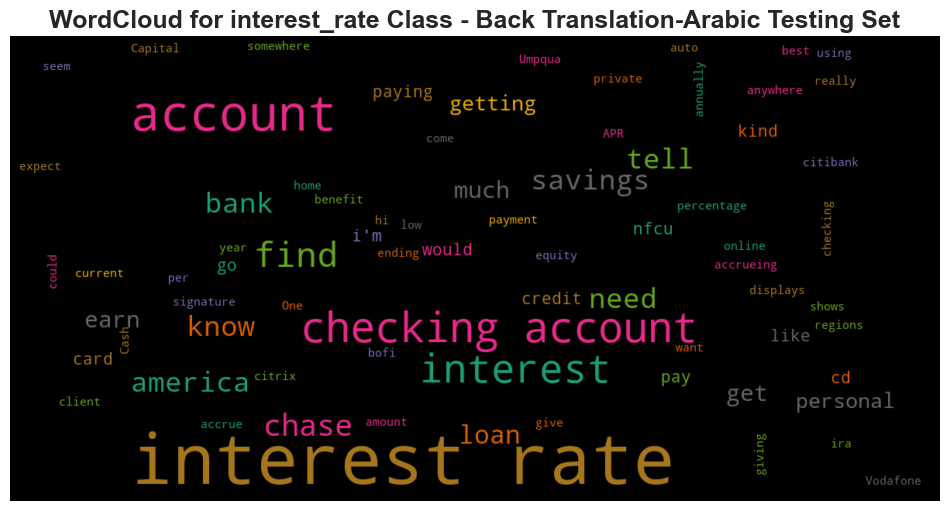 WordCloud for interest_rate Class - Back Translation-Arabic Testing Set
Capital
somewhere
auto
best
using
seem
Umpqua
private
annually
really
anywhere
paying
getting
account
APR
kind
come
tell
expect
citibank
savings
much
home
benefit
bank
percentage
checking
hi
low
payment
nfcu
i'm
year
find
ending
would
equity
online
go
could
current
per
accrueing
displays
signature
One
credit
need
shows
earn
know
checking account
regions
Cash
like
card
bofi
want
interest
america
citrix
pay
cd
client
get
personal
accrue
chase
amount
loan
give
interest rate
giving
ira
Vodafone